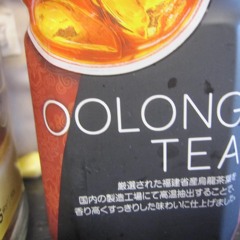 OOLONG
TEA
厳選された福建省産烏龍茶葉を
国内の製造工場にて高温抽出することで、
香り高くすっきりした味わいに仕上げました